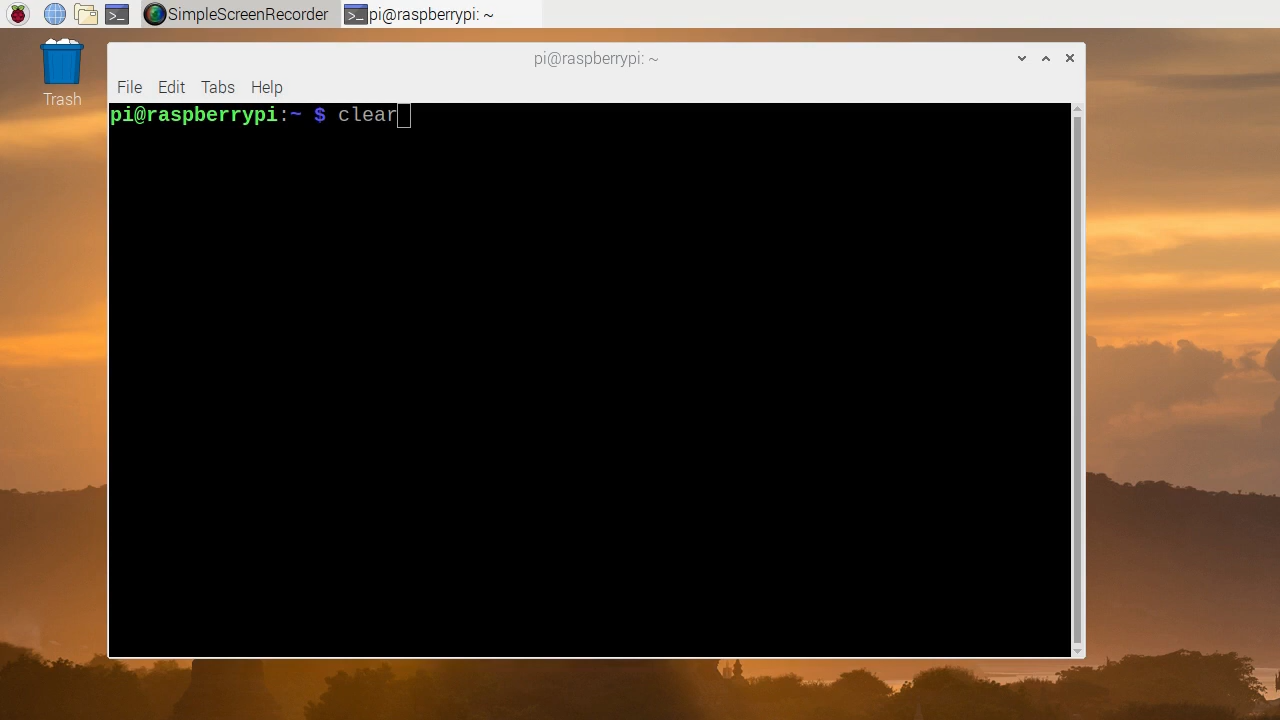 SimpleScreenRecorder pi@raspberrypi: ~
Trash
pi@raspberrypi: ~
File Edit Tabs Help
pi@raspberrypi:~ $ clear